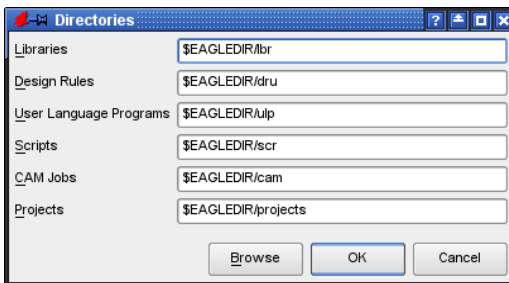 Directories
Libraries $EAGLEDIR/lbr
Design Rules $EAGLEDIR/dru
User Language Programs $EAGLEDIR/ulp
Scripts $EAGLEDIR/scr
CAM Jobs $EAGLEDIR/cam
Projects $EAGLEDIR/projects
Browse OK Cancel